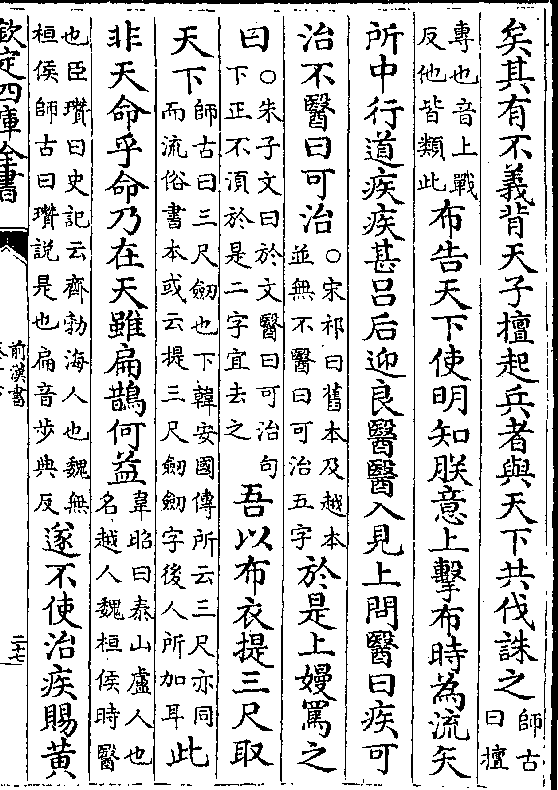 矣其有不義背天子擅起兵者與天下共伐誅之師古曰擅
專也音上戰反他皆類此布告天下使明知朕意上擊布時為流矢
所中行道疾疾甚吕后迎良醫醫入見上問醫曰疾可
治不醫曰可治○宋祁曰舊本及越本並無不醫曰可治五字於是上嫚罵之
曰○朱子文曰於文醫曰可治句下正不湏於是二字宜去之吾以布衣提三尺取
天下師古曰三尺劒也下韓安國傳所云三尺亦同而流俗書本或云提三尺劒劒字後人所加耳此
非天命乎命乃在天雖扁鵲何益韋昭曰泰山盧人也名越人魏桓侯時醫
也臣瓚曰史記云齊勃海人也魏無桓侯師古曰瓚説是也扁音步典反遂不使治疾賜黃
欽定四庫全書
前漢書
二十七